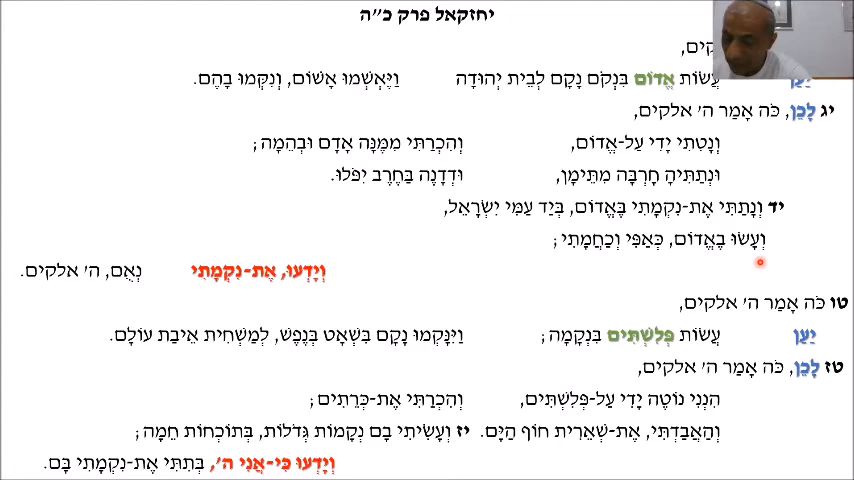 יחזקאל פרק כ״ה
יַעַן עֲשׂוֹת אֱדוֹם בִּנְקֹם נָקָם לְבֵית יְהוּדָה וַיֶּאְשְׁמוּ אָשׁוֹם, וְנִקְּמוּ בָהֶם.
יג לָכֵן, כֹּה אָמַר ה׳ אלקים,
וְנָטִתִי יָדִי עַל-אֱדוֹם, וְהִכְרַתִּי מִמֶּנָּה אָדָם וּבְהֵמָה;
וּנְתַתִּיהָ חָרְבָּה מִתֵּימָן, וּדְדָנֶה בַּחֶרֶב יִפֹּלוּ.
יד וְנָתַתִּי אֶת-נִקְמָתִי בֶּאֱדוֹם, בְּיַד עַמִּי יִשְׂרָאֵל,
וְעָשׂוּ בֶאֱדוֹם, כְּאַפִּי וְכַחֲמָתִי;
וְיָדְעוּ, אֶת-נִקְמָתִי נְאֻם, ה׳ אלקים.
טו כֹּה אָמַר ה׳ אלקים,
יַעַן עֲשׂוֹת פְּלִשְׁתִּים בִּנְקָמָה; וַיִּנָּקְמוּ נָקָם בִּשְׁאָט בְּנֶפֶשׁ, לְמַשְׁחִית אֵיבַת עוֹלָם.
טז לָכֵן, כֹּה אָמַר ה׳ אלקים,
הִנְנִי נוֹטֶה יָדִי עַל-פְּלִשְׁתִּים, וְהִכְרַתִּי אֶת-כְּרֵתִים;
וְהַאֲבַדְתִּי, אֶת-שְׁאֵרִית חוֹף הַיָּם. יז וְעָשִׂיתִי בָם נְקָמוֹת גְּדֹלוֹת, בְּתוֹכְחוֹת חֵמָה;
וְיָדְעוּ כִּי-אֲנִי ה׳, בְּתִתִּי אֶת-נִקְמָתִי בָּם.